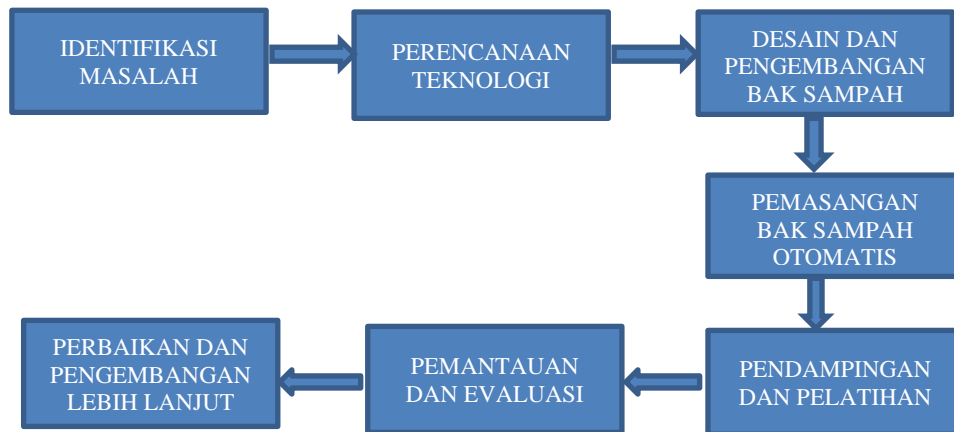 IDENTIFIKASI
MASALAH
PERENCANAAN
TEKNOLOGI
DESAIN DAN
PENGEMBANGAN
BAK SAMPAH
PEMASANGAN
BAK SAMPAH
OTOMATIS
PENDAMPINGAN
DAN PELATIHAN
PEMANTAUAN
DAN EVALUASI
PERBAIKAN DAN
PENGEMBANGAN
LEBIH LANJUT